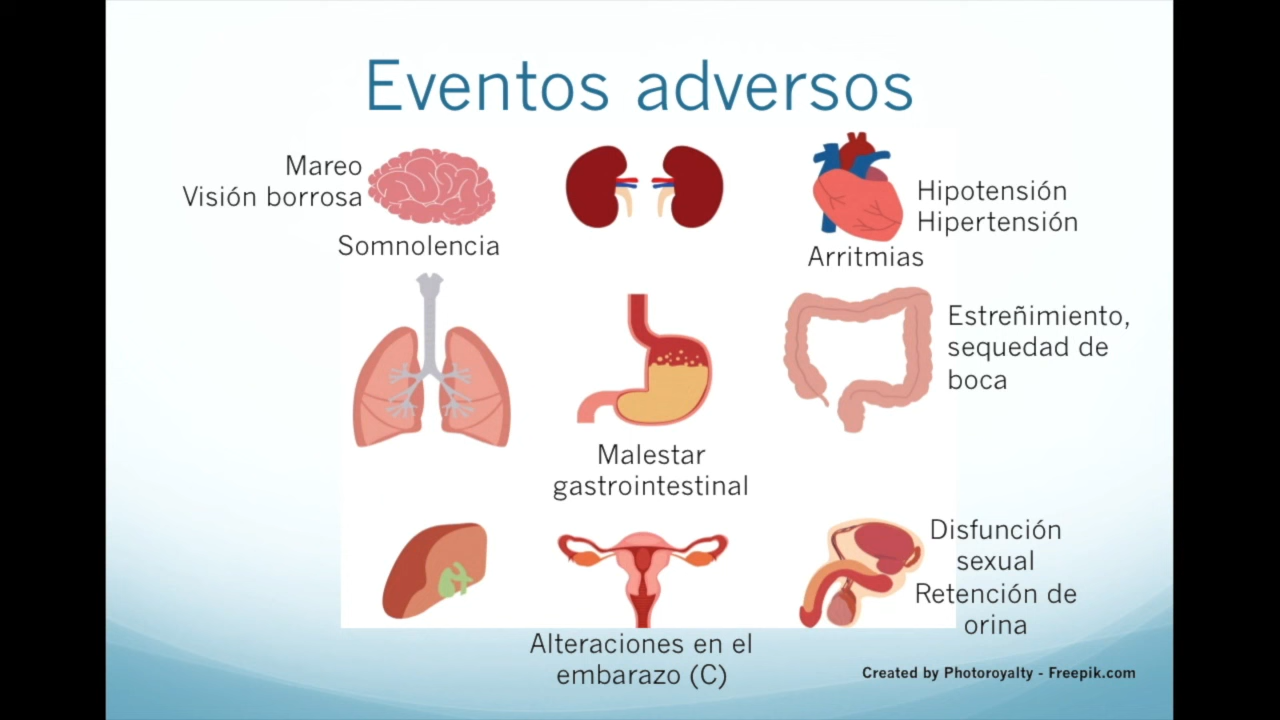 Eventos adversos
Mareo
Visión borrosa
Somnolencia
Hipotensión
Hipertensión
Arritmias
Estreñimiento,
sequedad de
boca
Malestar
gastrointestinal
Disfunción
sexual
Retención de
orina
Alteraciones en el
embarazo (C)
Created by Photoroyalty - Freepik.com